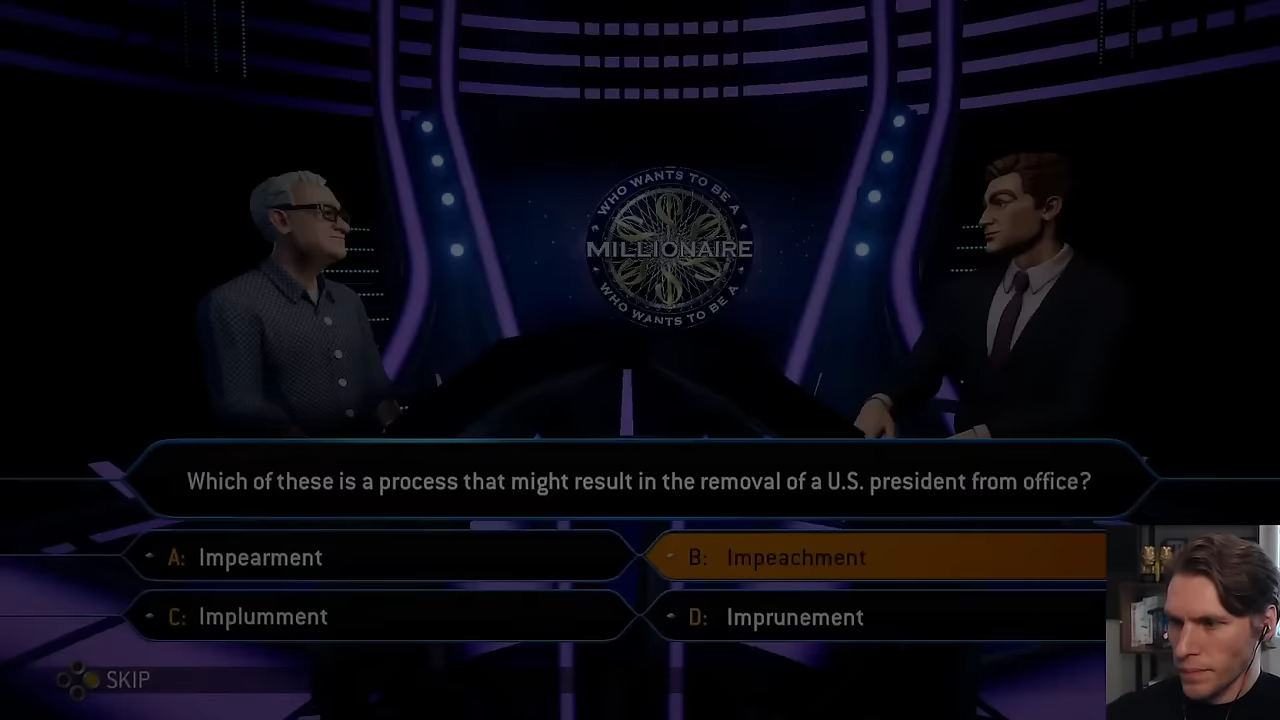 WHO WANTS TO BE A
MILLIONAIRE
WHO WANTS TO BE A
Which of these is a process that might result in the removal of a U.S. president from office?
A: Impearment
B: Impeachment
C: Implumment
D: Imprunement
SKIP